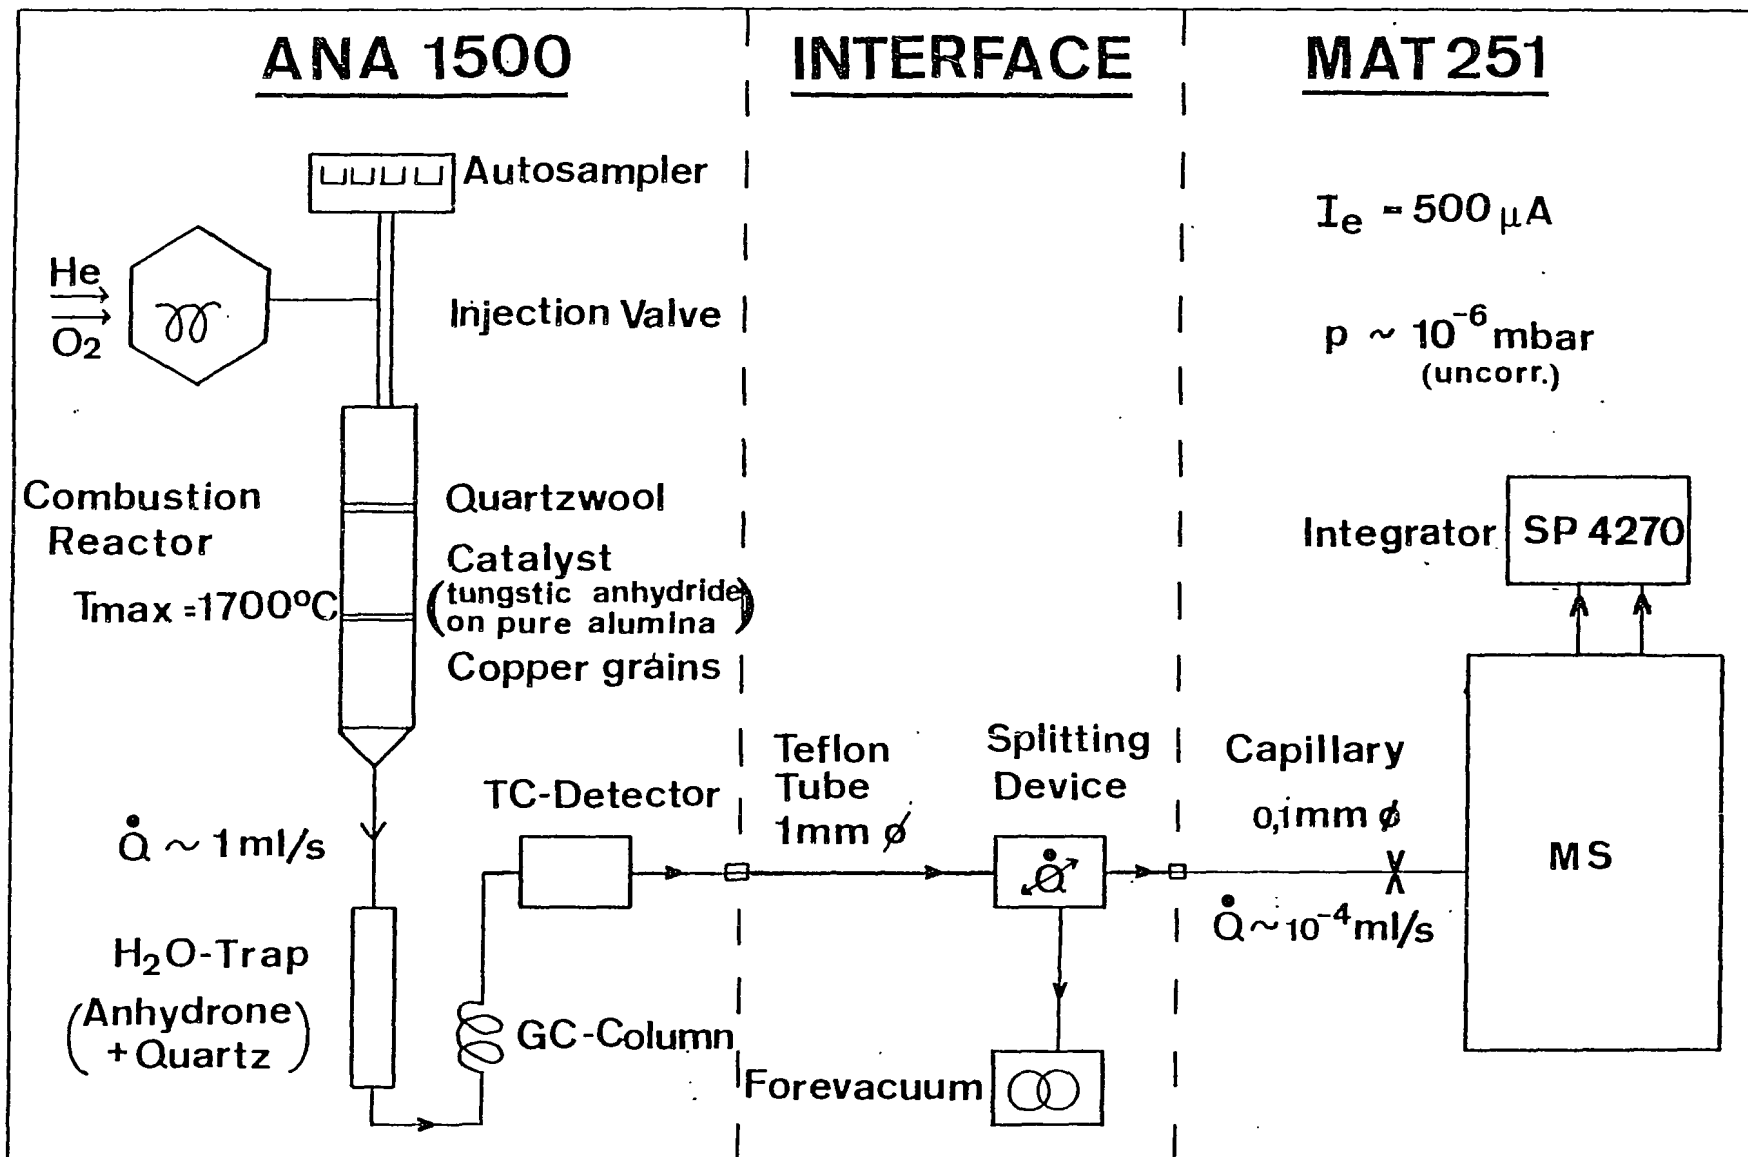 ANA 1500
INTERFACE
MAT 251
Autosampler
He
O2
Injection Valve
Combustion
Reactor
Tmax = 1700°C
Quartzwool
Catalyst
(tungstic anhydride
on pure alumina)
Copper grains
Q̇ ~ 1 ml/s
H₂O-Trap
(Anhydrone
+ Quartz)
GC-Column
TC-Detector
Teflon
Tube
1mm ø
Splitting
Device
Q̇
Forevacuum
Iₑ = 500 µA
p ~ 10⁻⁶ mbar
(uncorr.)
Integrator
SP 4270
Capillary
0,1mm ø
Q̇ ~ 10⁻⁴ ml/s
MS